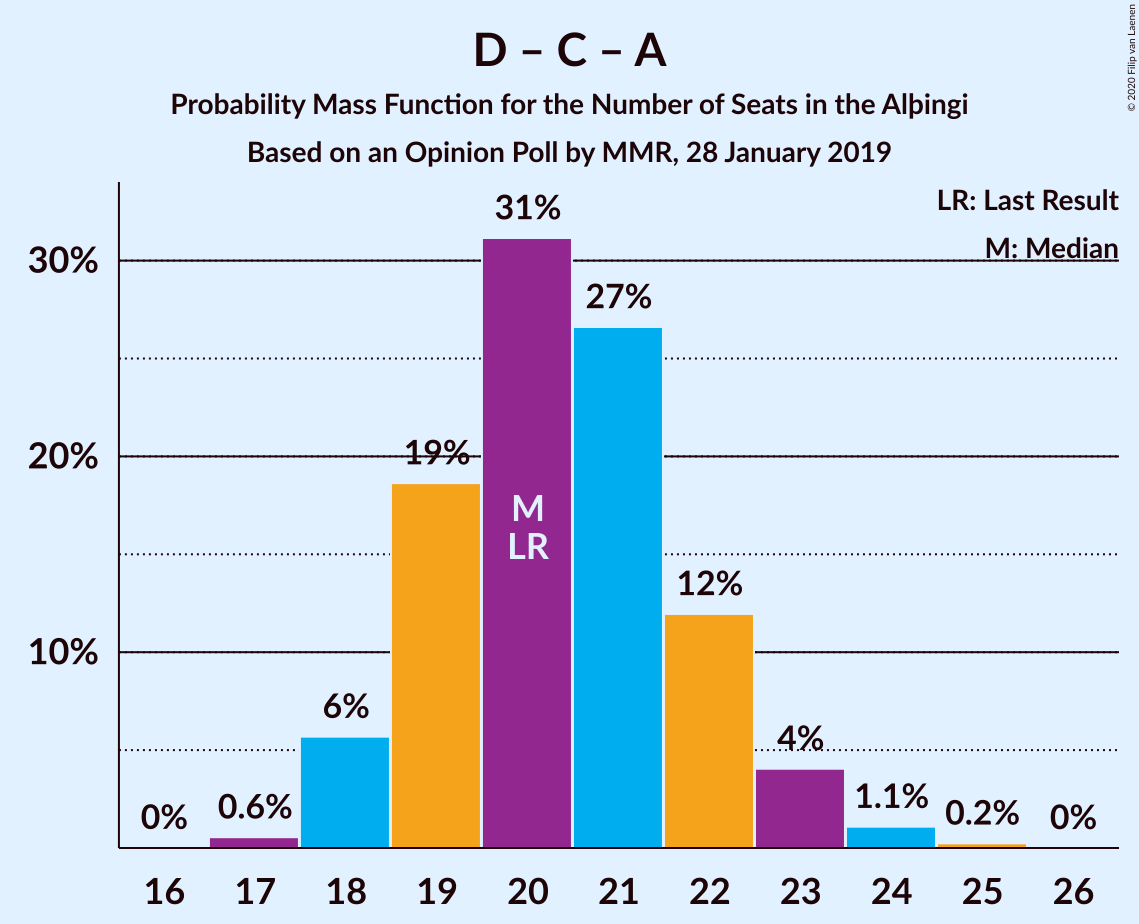 D – C – A
Probability Mass Function for the Number of Seats in the Alþingi
Based on an Opinion Poll by MMR, 28 January 2019
© 2020 Filip van Laenen
LR: Last Result
M: Median
30%
20%
10%
0%
0.6%
6%
19%
31%
27%
12%
4%
1.1%
0.2%
0%
M
LR
16 17 18 19 20 21 22 23 24 25 26